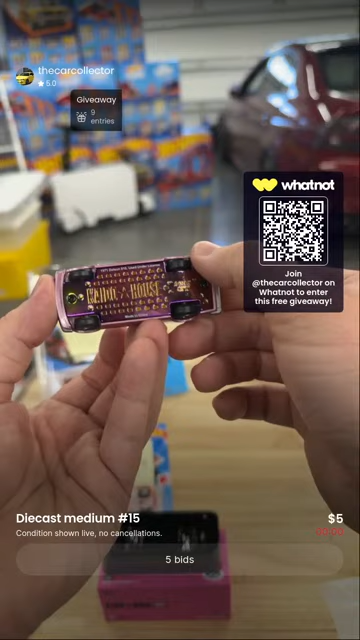 thecarcollector
5.0
Giveaway
9
entries
whatnot
Join
@thecarcollector on
Whatnot to enter
this free giveaway!
HOUSE
Diecast medium #15
$5
Condition shown live, no cancellations.
5 bids